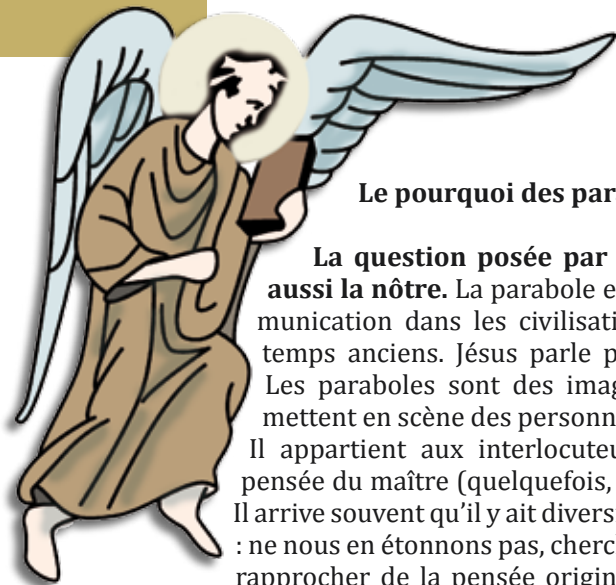 Le pourquoi des par
La question posée par
aussi la nôtre. La parabole e
munication dans les civilisati
temps anciens. Jésus parle p
Les paraboles sont des imag
mettent en scène des personn
Il appartient aux interlocuteu
pensée du maître (quelquefois,
Il arrive souvent qu'il y ait divers
: ne nous en étonnons pas, cherc
rapprocher de la pensée origin